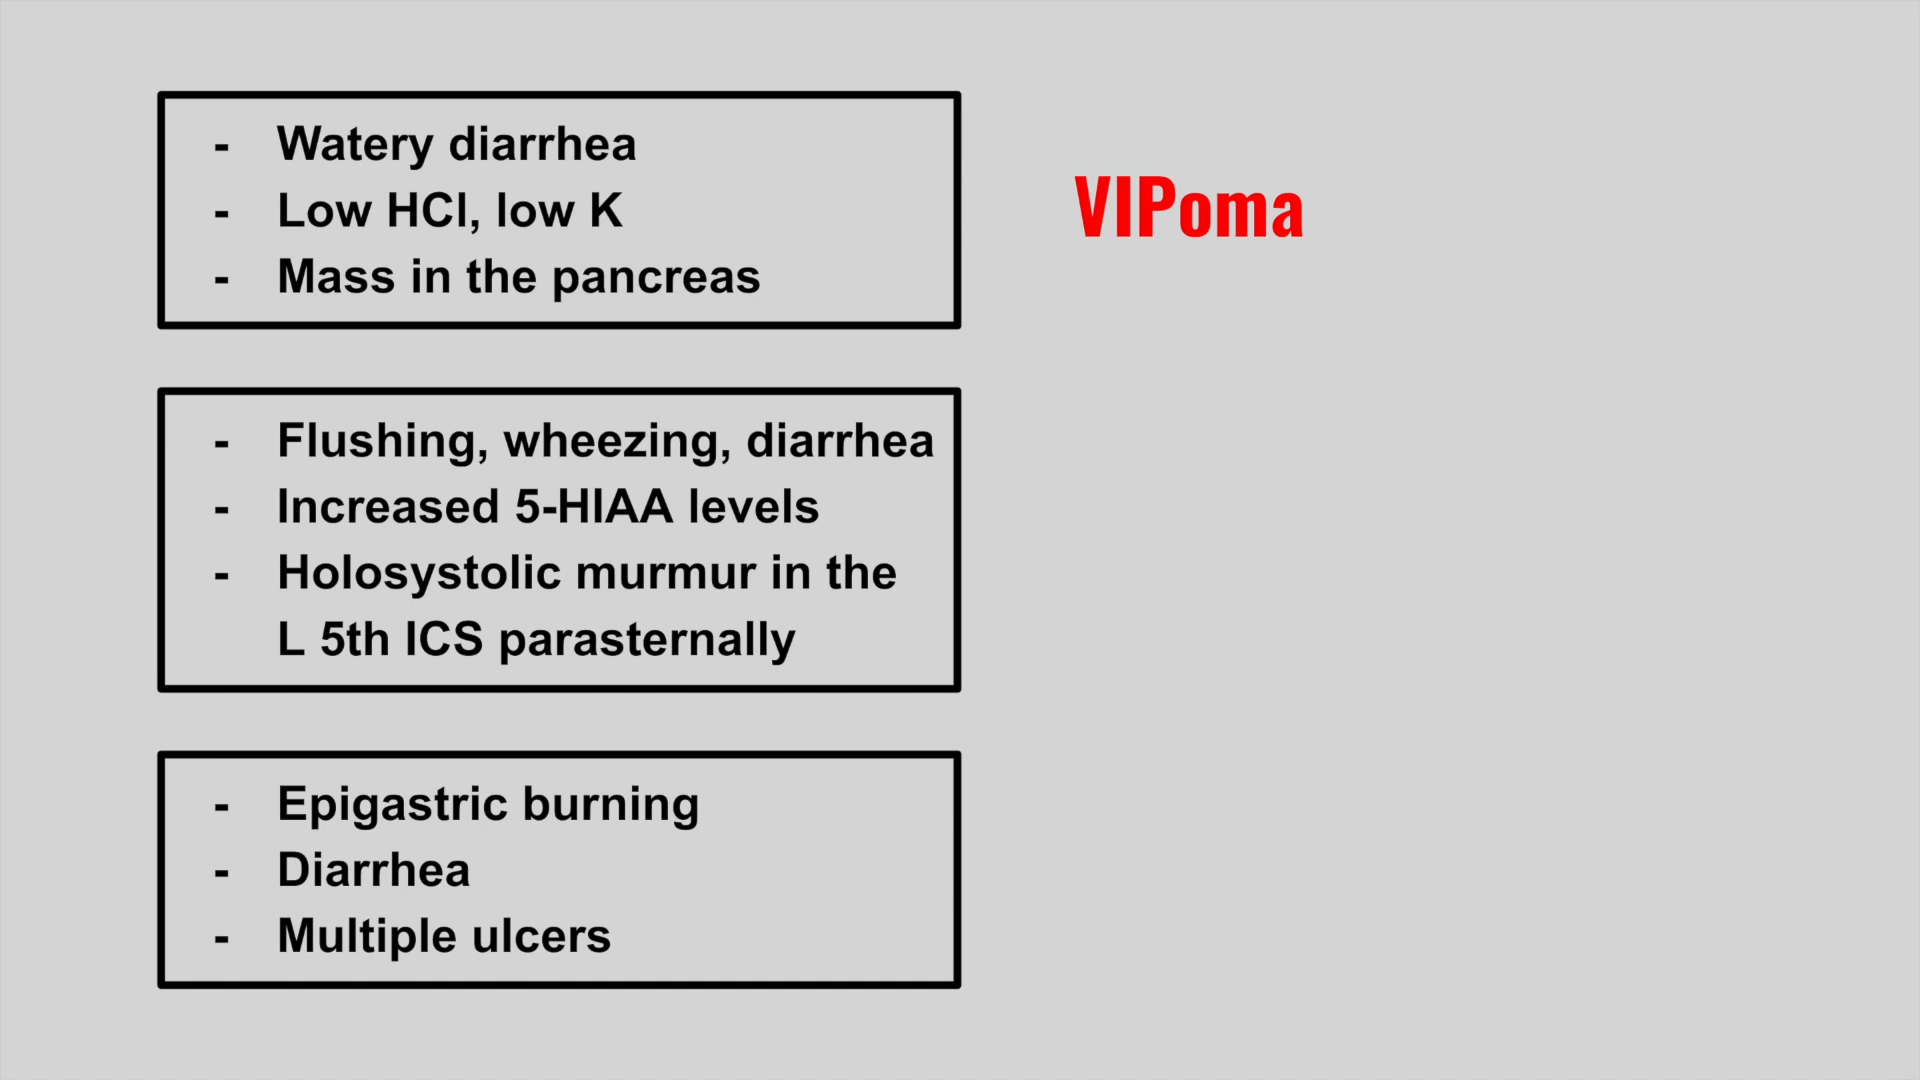 - Watery diarrhea
- Low HCl, low K
- Mass in the pancreas
VIPoma
- Flushing, wheezing, diarrhea
- Increased 5-HIAA levels
- Holosystolic murmur in the
L 5th ICS parasternally
- Epigastric burning
- Diarrhea
- Multiple ulcers